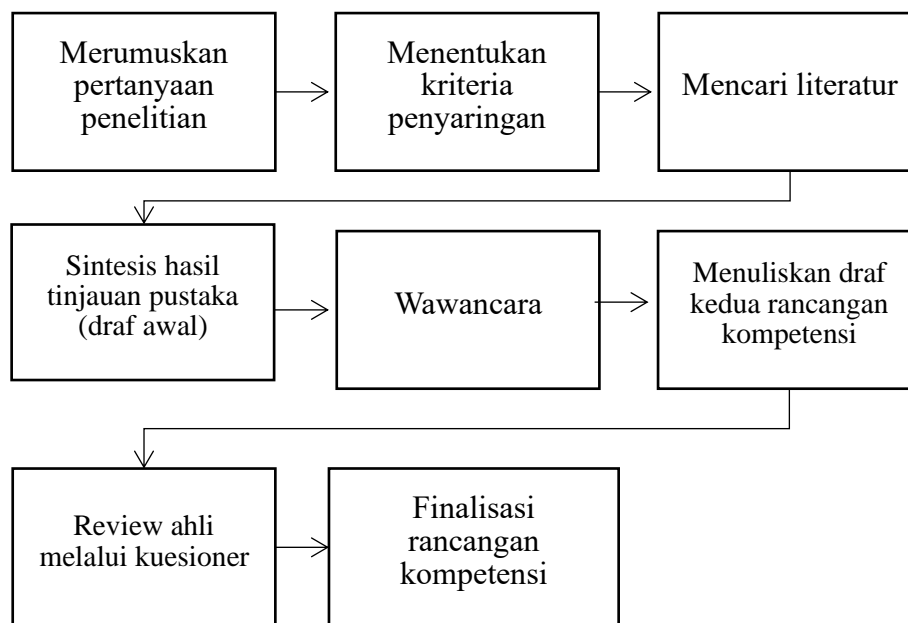 Merumuskan
pertanyaan
penelitian
Menentukan
kriteria
penyaringan
Mencari literatur
Sintesis hasil
tinjauan pustaka
(draf awal)
Wawancara
Menuliskan draf
kedua rancangan
kompetensi
Review ahli
melalui kuesioner
Finalisasi
rancangan
kompetensi